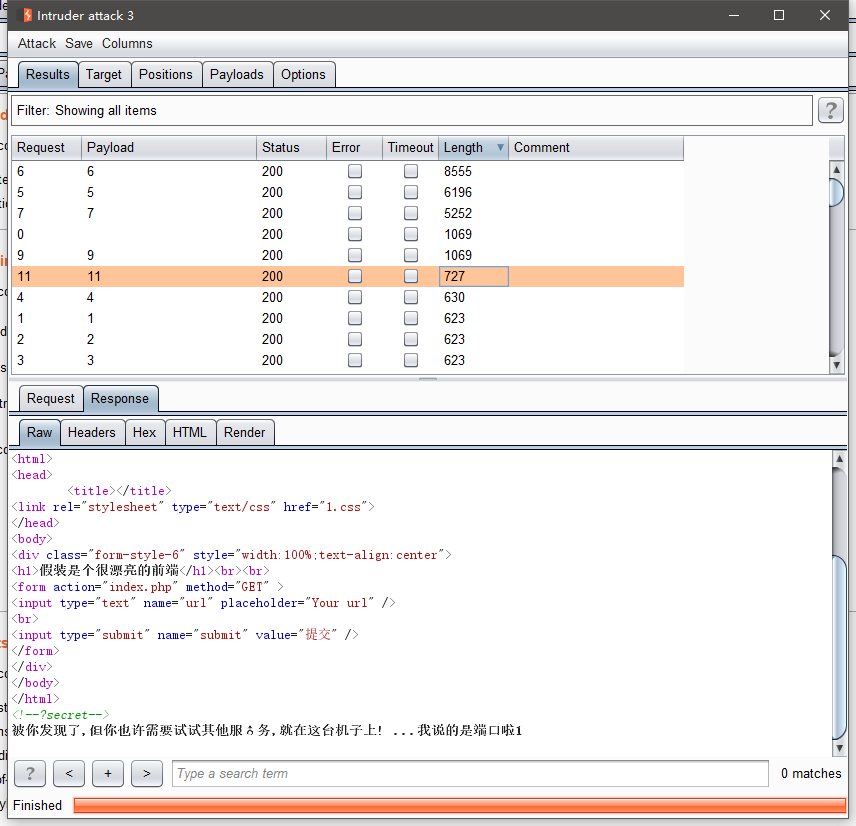 Intruder attack 3
Attack Save Columns
Results Target Positions Payloads Options
Filter: Showing all items
?
Request Payload Status Error Timeout Length Comment
6 6 200 8555
5 5 200 6196
7 7 200 5252
0 200 1069
9 9 200 1069
11 11 200 727
4 4 200 630
1 1 200 623
2 2 200 623
3 3 200 623
Request Response
Raw Headers Hex HTML Render
<html>
<head>
<title></title>
<link rel="stylesheet" type="text/css" href="1.css">
</head>
<body>
<div class="form-style-6" style="width:100%;text-align:center">
<h1>假装是个很漂亮的前端</h1><br><br>
<form action="index.php" method="GET" >
<input type="text" name="url" placeholder="Your url" />
<br>
<input type="submit" name="submit" value="提交" />
</form>
</div>
</body>
</html>
<!--?secret-->
被你发现了,但你也许需要试试其他服务,就在这台机子上! ...我说的是端口啦1
? < + > Type a search term 0 matches
Finished